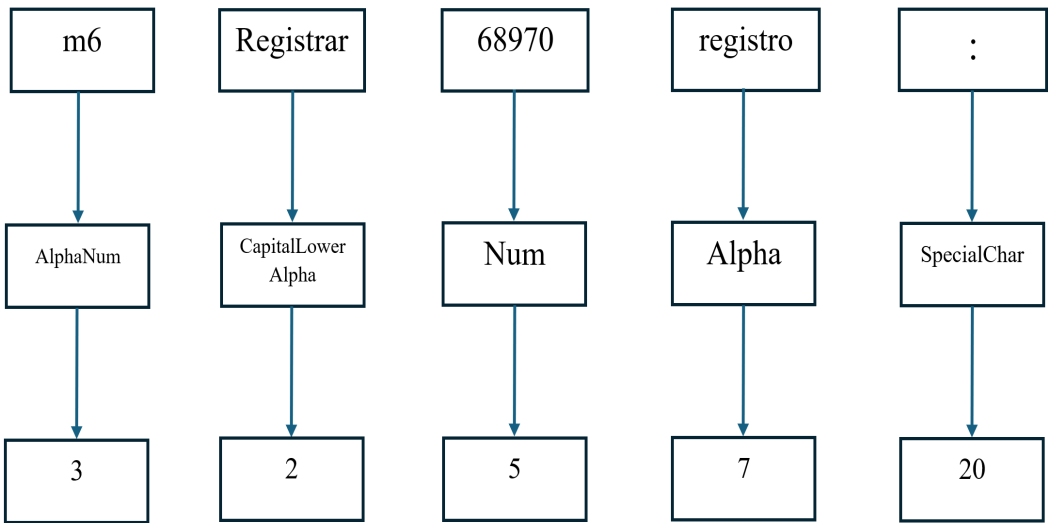 m6
Registrar
68970
registro
:
AlphaNum
CapitalLower
Alpha
Num
Alpha
SpecialChar
3
2
5
7
20